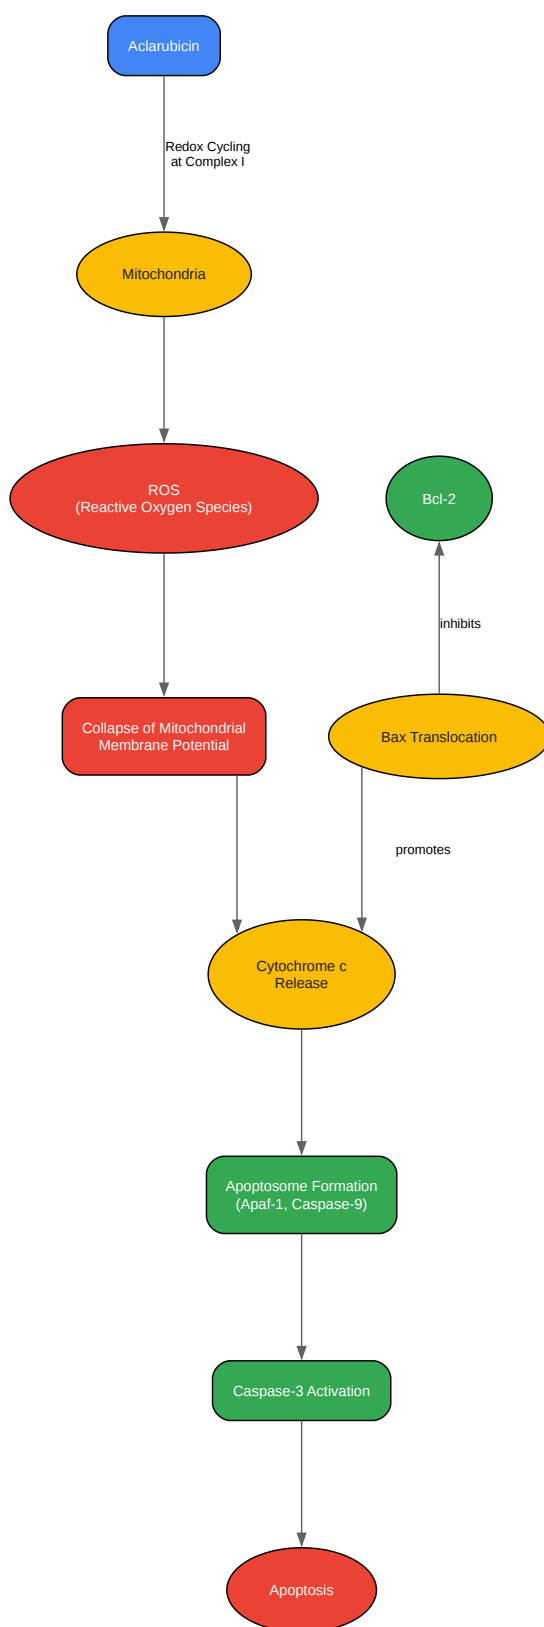 Aclarubicin
Redox Cycling
at Complex I
Mitochondria
ROS
(Reactive Oxygen Species)
Bcl-2
inhibits
Collapse of Mitochondrial
Membrane Potential
Bax Translocation
promotes
Cytochrome c
Release
Apoptosome Formation
(Apaf-1, Caspase-9)
Caspase-3 Activation
Apoptosis